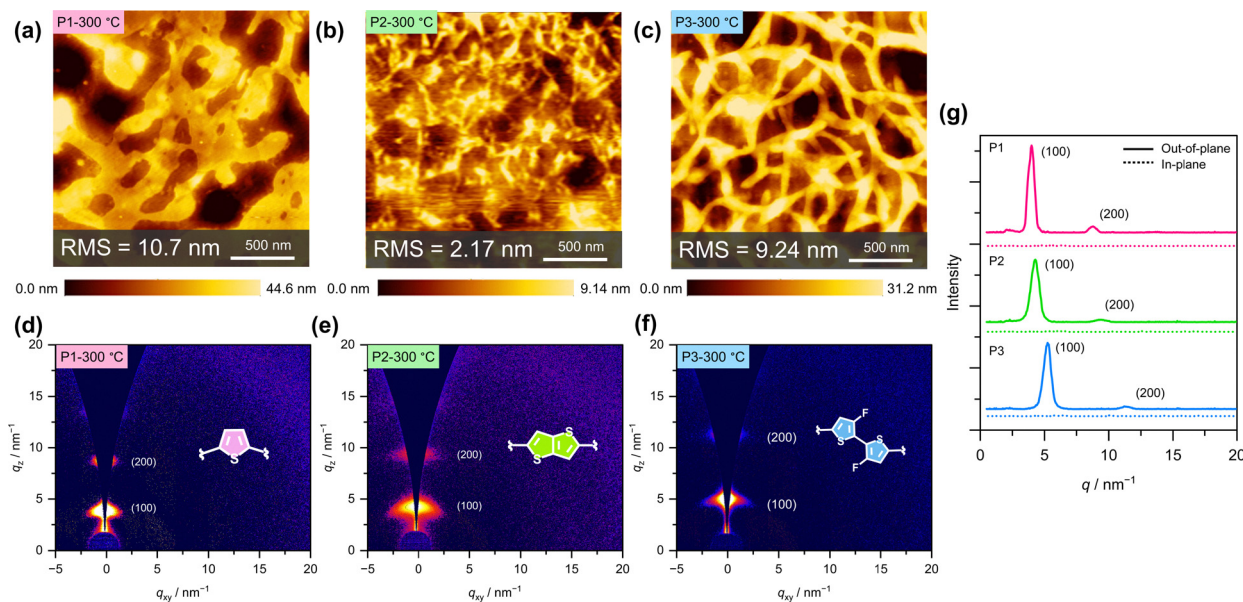 (a)
P1-300 °C
RMS = 10.7 nm
500 nm
0.0 nm
44.6 nm
(b)
P2-300 °C
RMS = 2.17 nm
500 nm
0.0 nm
9.14 nm
(c)
P3-300 °C
RMS = 9.24 nm
500 nm
0.0 nm
31.2 nm
(d)
P1-300 °C
20
15
10
5
0
qz / nm⁻¹
(200)
(100)
S
−5 0 5 10 15 20
qxy / nm⁻¹
(e)
P2-300 °C
20
15
10
5
0
qz / nm⁻¹
(200)
(100)
S
S
−5 0 5 10 15 20
qxy / nm⁻¹
(f)
P3-300 °C
20
15
10
5
0
qz / nm⁻¹
(200)
(100)
F
S
S
F
−5 0 5 10 15 20
qxy / nm⁻¹
(g)
Intensity
P1
(100)
(200)
Out-of-plane
In-plane
P2
(100)
(200)
P3
(100)
(200)
0 5 10 15 20
q / nm⁻¹